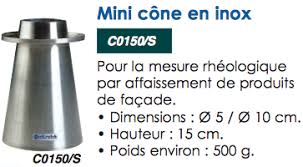 Mini cône en inox
C0150/S
Pour la mesure rhéologique
par affaissement de produits
de façade.
• Dimensions : Ø 5 / Ø 10 cm.
• Hauteur : 15 cm.
• Poids environ : 500 g.
C0150/S